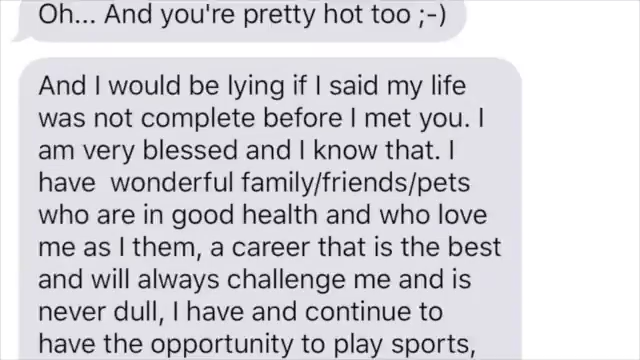 Oh... And you're pretty hot too ;-)
And I would be lying if I said my life
was not complete before I met you. I
am very blessed and I know that. I
have  wonderful family/friends/pets
who are in good health and who love
me as I them, a career that is the best
and will always challenge me and is
never dull, I have and continue to
have the opportunity to play sports,